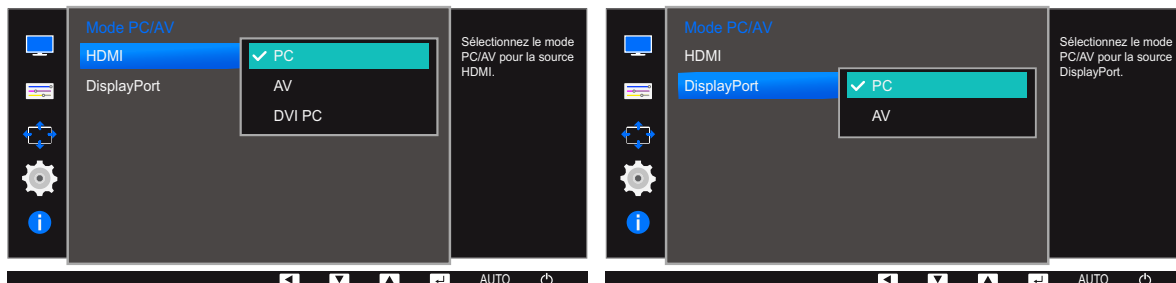 Mode PC/AV
HDMI
PC
DisplayPort
AV
DVI PC
Sélectionnez le mode
PC/AV pour la source
HDMI.
AUTO
Mode PC/AV
HDMI
DisplayPort
PC
AV
Sélectionnez le mode
PC/AV pour la source
DisplayPort.
AUTO